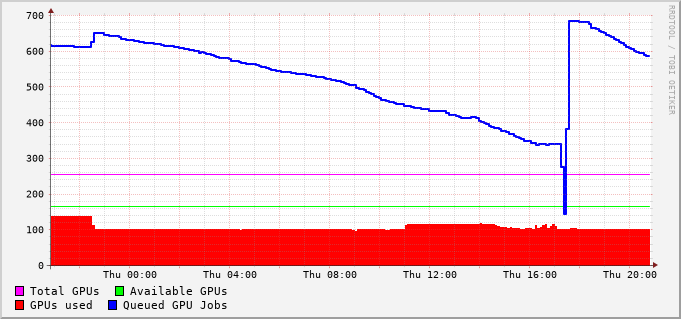 700
600
500
400
300
200
100
0
Thu 00:00 Thu 04:00 Thu 08:00 Thu 12:00 Thu 16:00 Thu 20:00
Total GPUs Available GPUs
GPUs used Queued GPU Jobs
RRDTOOL / TOBI OETIKER